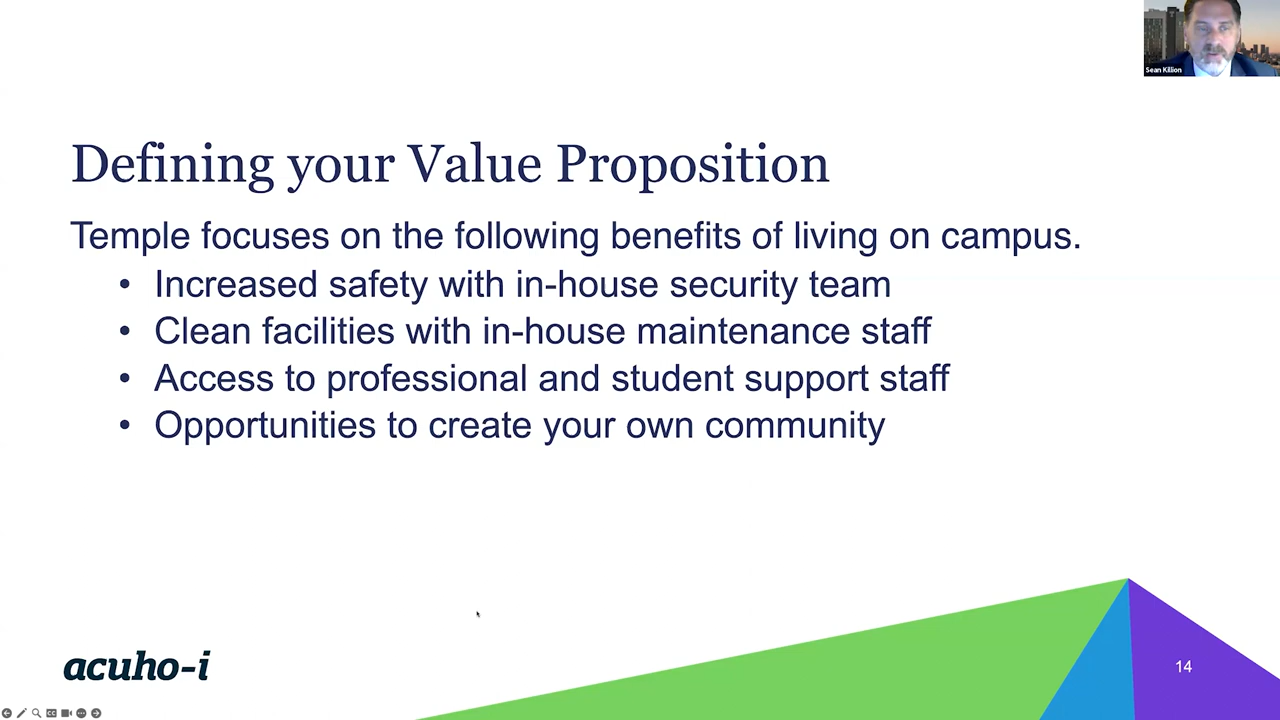 Sean Killion
Defining your Value Proposition
Temple focuses on the following benefits of living on campus.
• Increased safety with in-house security team
• Clean facilities with in-house maintenance staff
• Access to professional and student support staff
• Opportunities to create your own community
acuho-i
14